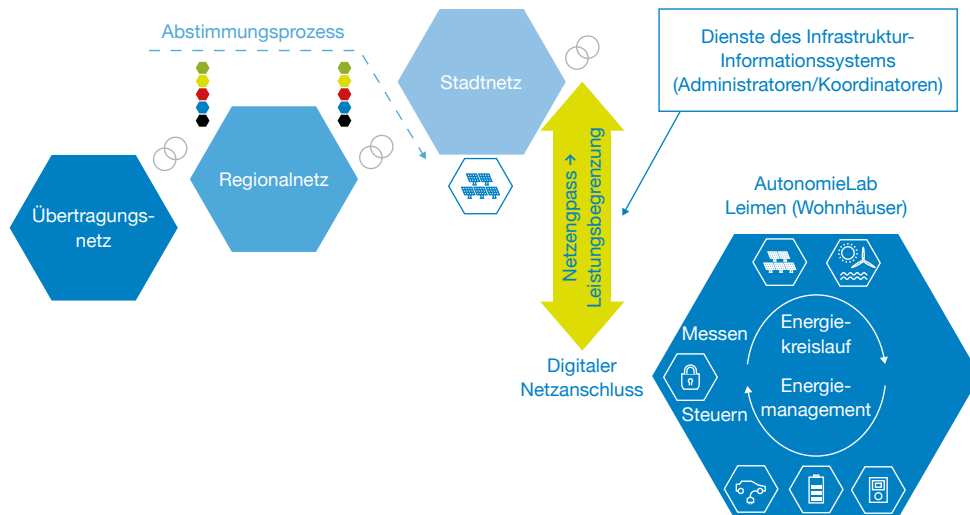 Abstimmungsprozess
Stadtnetz
Dienste des Infrastruktur-
Informationssystems
(Administratoren/Koordinatoren)
Regionalnetz
Übertragungs-
netz
Netzengpass →
Leistungsbegrenzung
Digitaler
Netzanschluss
AutonomieLab
Leimen (Wohnhäuser)
Messen
Energie-
kreislauf
Energie-
management
Steuern